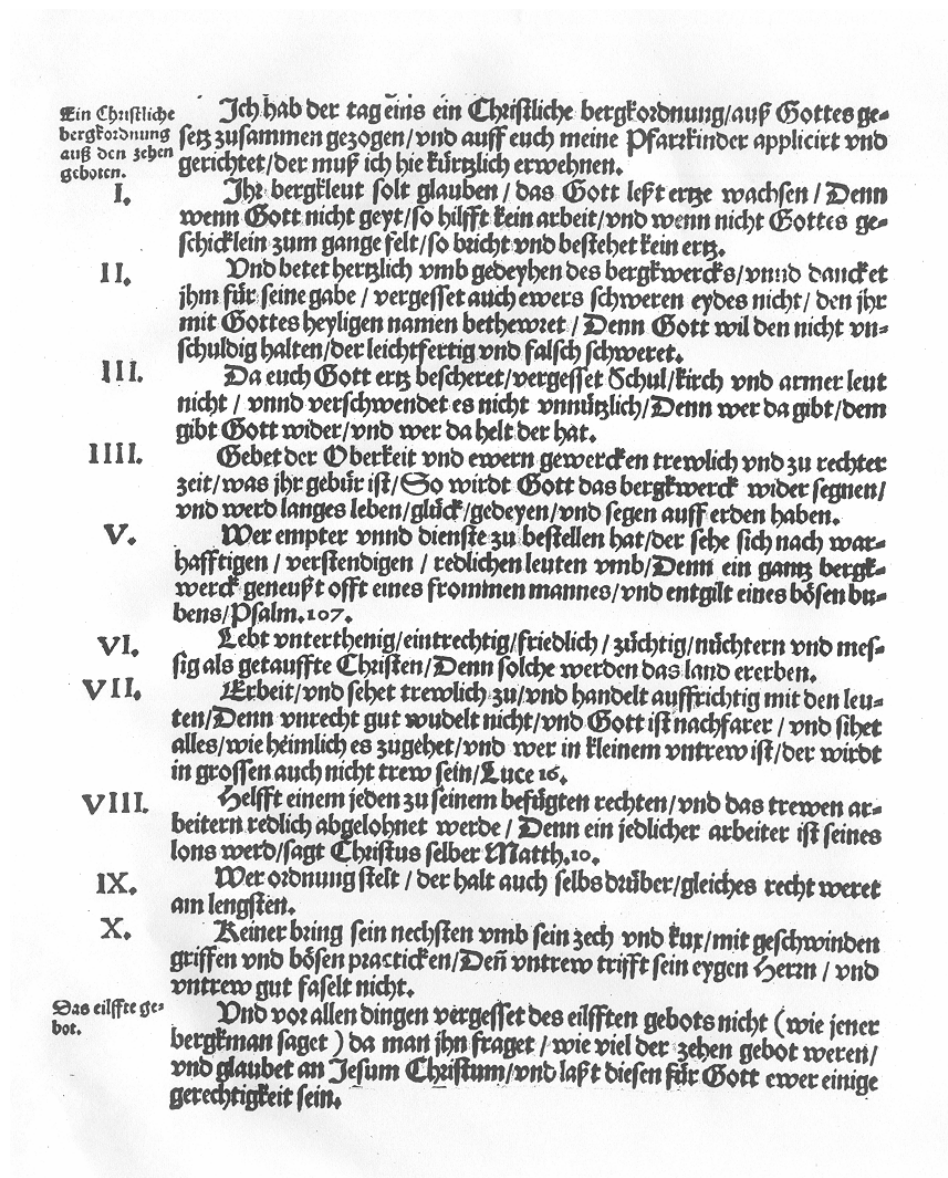 Ein Christliche
bergkordnung
auß den zehen
geboten.
Ich hab der tag eins ein Christliche bergkordnung/auß Gottes ge-
setz zusammen gezogen/vnd auff euch meine Pfarrkinder applicirt vnd
gerichtet/der muß ich hie kürtzlich erwehnen.
I.
Ihr bergkleut solt glauben/das Gott leßt ertze wachsen/Denn
wenn Gott nicht geyt/so hilfft kein arbeit/vnd wenn nicht Gottes ge-
schicklein zum gange felt/so bricht vnd bestehet kein ertz.
II.
Vnd betet hertzlich vmb gedeyhen des bergkwercks/vnnd dancket
jhm für seine gabe/vergesset auch ewers schweren eydes nicht/den jhr
mit Gottes heyligen namen bethewret/Denn Gott wil den nicht vn-
schuldig halten/der leichtfertig vnd falsch schweret.
III.
Da euch Gott ertz bescheret/vergesset Schul/kirch vnd armer leut
nicht/vnnd verschwendet es nicht vnnützlich/Denn wer da gibt/dem
gibt Gott wider/vnd wer da helt der hat.
IIII.
Gebet der Oberkeit vnd ewern gewercken trewlich vnd zu rechter
zeit/was jhr gebür ist/So wirdt Gott das bergkwerck wider segnen/
vnd werd langes leben/glück/gedeyen/vnd segen auff erden haben.
V.
Wer empter vnnd dienste zu bestellen hat/der sehe sich nach war-
hafftigen/verstendigen/redlichen leuten vmb/Denn ein gantz bergk-
werck geneußt offt eines frommen mannes/vnd entgilt eines bösen bu-
bens/Psalm.107.
VI.
Lebt vnterthenig/eintrechtig/friedlich/züchtig/nüchtern vnd mes-
sig als getauffte Christen/Denn solche werden das land ererben.
VII.
Erbeit/vnd sehet trewlich zu/vnd handelt auffrichtig mit den leu-
ten/Denn vnrecht gut wudelt nicht/vnd Gott ist nachfarer/vnd sihet
alles/wie heimlich es zugehet/vnd wer in kleinem vntrew ist/der wirdt
in grossen auch nicht trew sein/Luce 16.
VIII.
Helfft einem jeden zu seinem befügten rechten/vnd das trewen ar-
beitern redlich abgelohnet werde/Denn ein jedlicher arbeiter ist seines
lons werd/sagt Christus selber Matth.10.
IX.
Wer ordnung stelt/der halt auch selbs drüber/gleiches recht weret
am lengsten.
X.
Keiner bring sein nechsten vmb sein zech vnd kux/mit geschwinden
griffen vnd bösen practicken/Deñ vntrew trifft sein eygen Herrn/vnd
vntrew gut faselt nicht.
Das eilffte ge-
bot.
Vnd vor allen dingen vergesset des eilfften gebots nicht (wie jener
bergkman saget) da man jhn fraget/wie viel der zehen gebot weren/
vnd glaubet an Jesum Christum/vnd laßt diesen für Gott ewer einige
gerechtigkeit sein.